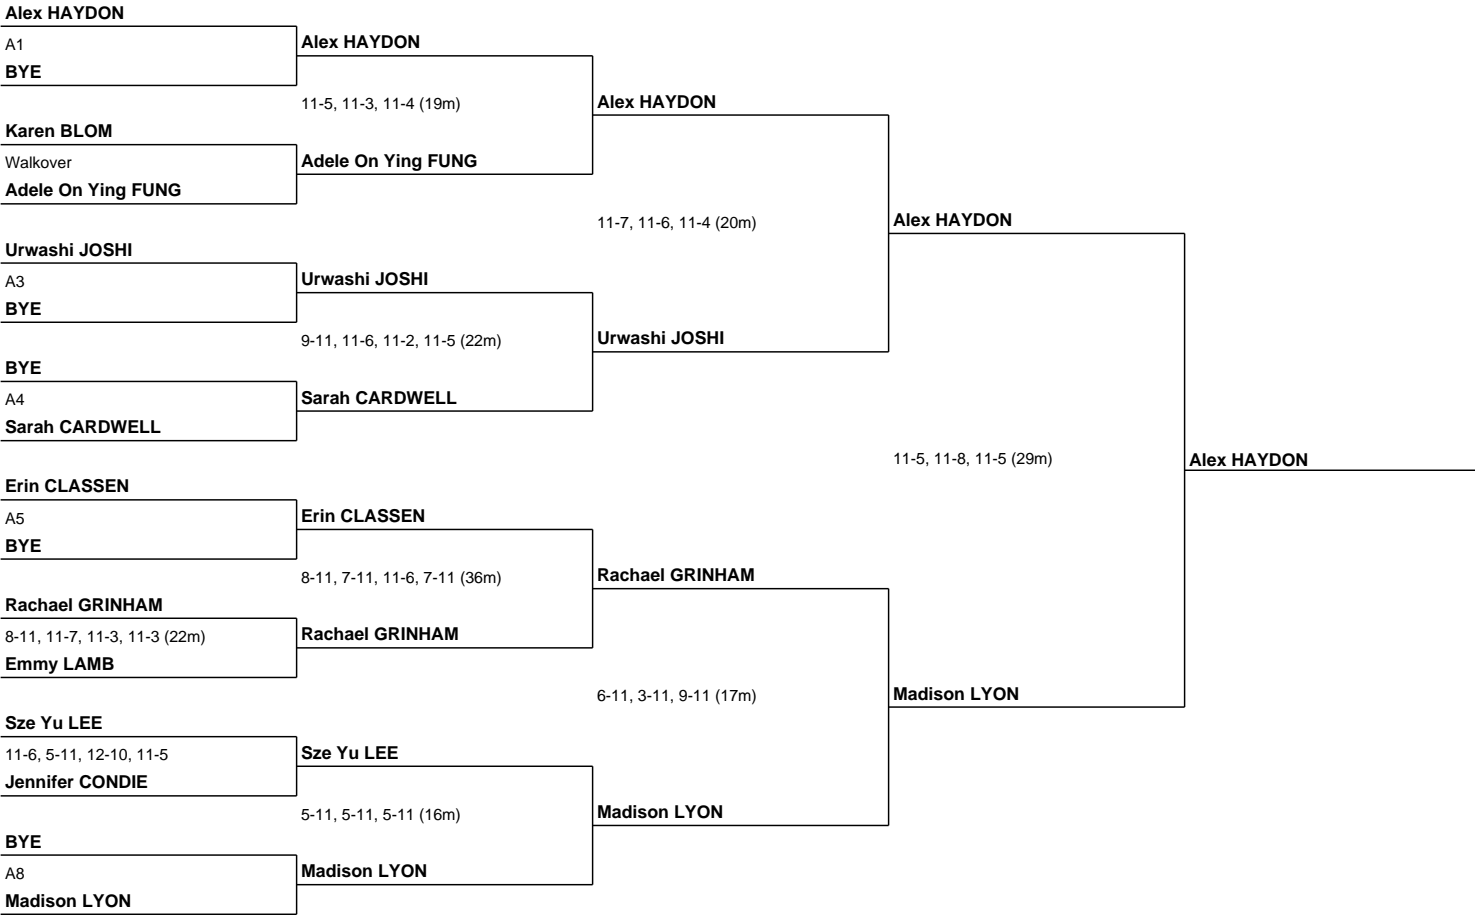 Alex HAYDON
A1
BYE
Karen BLOM
Walkover
Adele On Ying FUNG
Urwashi JOSHI
A3
BYE
BYE
A4
Sarah CARDWELL
Erin CLASSEN
A5
BYE
Rachael GRINHAM
8-11, 11-7, 11-3, 11-3 (22m)
Emmy LAMB
Sze Yu LEE
11-6, 5-11, 12-10, 11-5
Jennifer CONDIE
BYE
A8
Madison LYON
Alex HAYDON
11-5, 11-3, 11-4 (19m)
Adele On Ying FUNG
Urwashi JOSHI
9-11, 11-6, 11-2, 11-5 (22m)
Sarah CARDWELL
Erin CLASSEN
8-11, 7-11, 11-6, 7-11 (36m)
Rachael GRINHAM
Sze Yu LEE
5-11, 5-11, 5-11 (16m)
Madison LYON
Alex HAYDON
11-7, 11-6, 11-4 (20m)
Urwashi JOSHI
Rachael GRINHAM
6-11, 3-11, 9-11 (17m)
Madison LYON
Alex HAYDON
11-5, 11-8, 11-5 (29m)
Madison LYON
Alex HAYDON